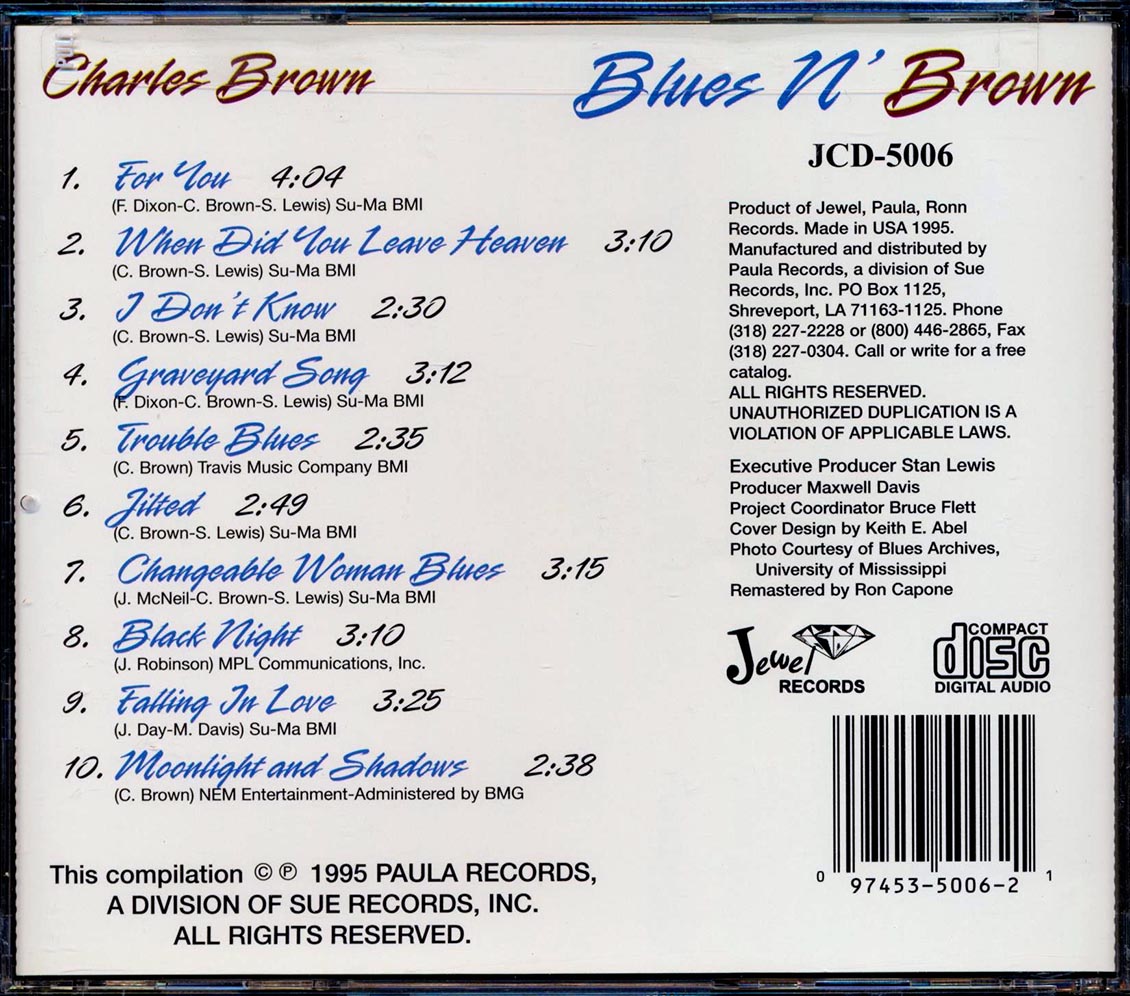 Charles Brown
Blues N' Brown
1. For You 4:04
(F. Dixon-C. Brown-S. Lewis) Su-Ma BMI
2. When Did You Leave Heaven 3:10
(C. Brown-S. Lewis) Su-Ma BMI
3. I Don't Know 2:30
(C. Brown-S. Lewis) Su-Ma BMI
4. Graveyard Song 3:12
(F. Dixon-C. Brown-S. Lewis) Su-Ma BMI
5. Trouble Blues 2:35
(C. Brown) Travis Music Company BMI
6. Jilted 2:49
(C. Brown-S. Lewis) Su-Ma BMI
7. Changeable Woman Blues 3:15
(J. McNeil-C. Brown-S. Lewis) Su-Ma BMI
8. Black Night 3:10
(J. Robinson) MPL Communications, Inc.
9. Falling In Love 3:25
(J. Day-M. Davis) Su-Ma BMI
10. Moonlight and Shadows 2:38
(C. Brown) NEM Entertainment-Administered by BMG
This compilation © ℗ 1995 PAULA RECORDS,
A DIVISION OF SUE RECORDS, INC.
ALL RIGHTS RESERVED.
JCD-5006
Product of Jewel, Paula, Ronn
Records. Made in USA 1995.
Manufactured and distributed by
Paula Records, a division of Sue
Records, Inc. PO Box 1125,
Shreveport, LA 71163-1125. Phone
(318) 227-2228 or (800) 446-2865, Fax
(318) 227-0304. Call or write for a free
catalog.
ALL RIGHTS RESERVED.
UNAUTHORIZED DUPLICATION IS A
VIOLATION OF APPLICABLE LAWS.
Executive Producer Stan Lewis
Producer Maxwell Davis
Project Coordinator Bruce Flett
Cover Design by Keith E. Abel
Photo Courtesy of Blues Archives,
University of Mississippi
Remastered by Ron Capone
Jewel
RECORDS
COMPACT
disc
DIGITAL AUDIO
0 97453-5006-2 1